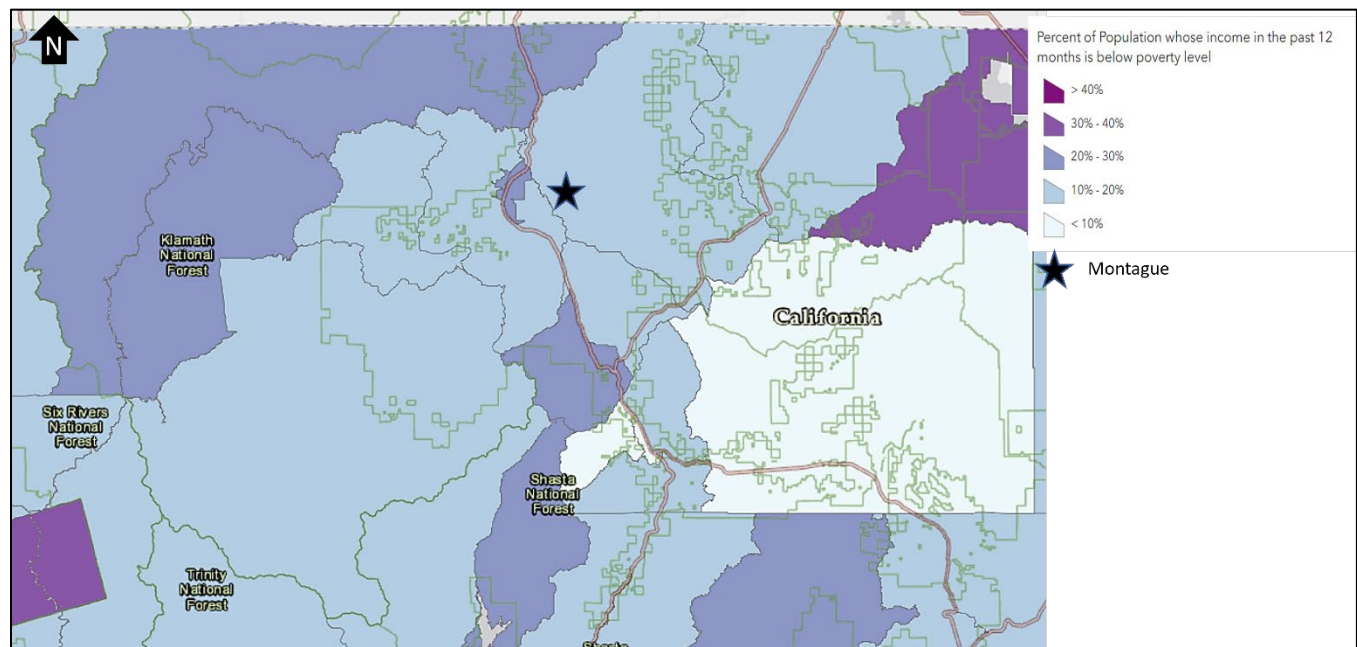 N
Percent of Population whose income in the past 12
months is below poverty level
> 40%
30% - 40%
20% - 30%
10% - 20%
< 10%
Montague
Klamath
National
Forest
California
Six Rivers
National
Forest
Shasta
National
Forest
Trinity
National
Forest
Shasta